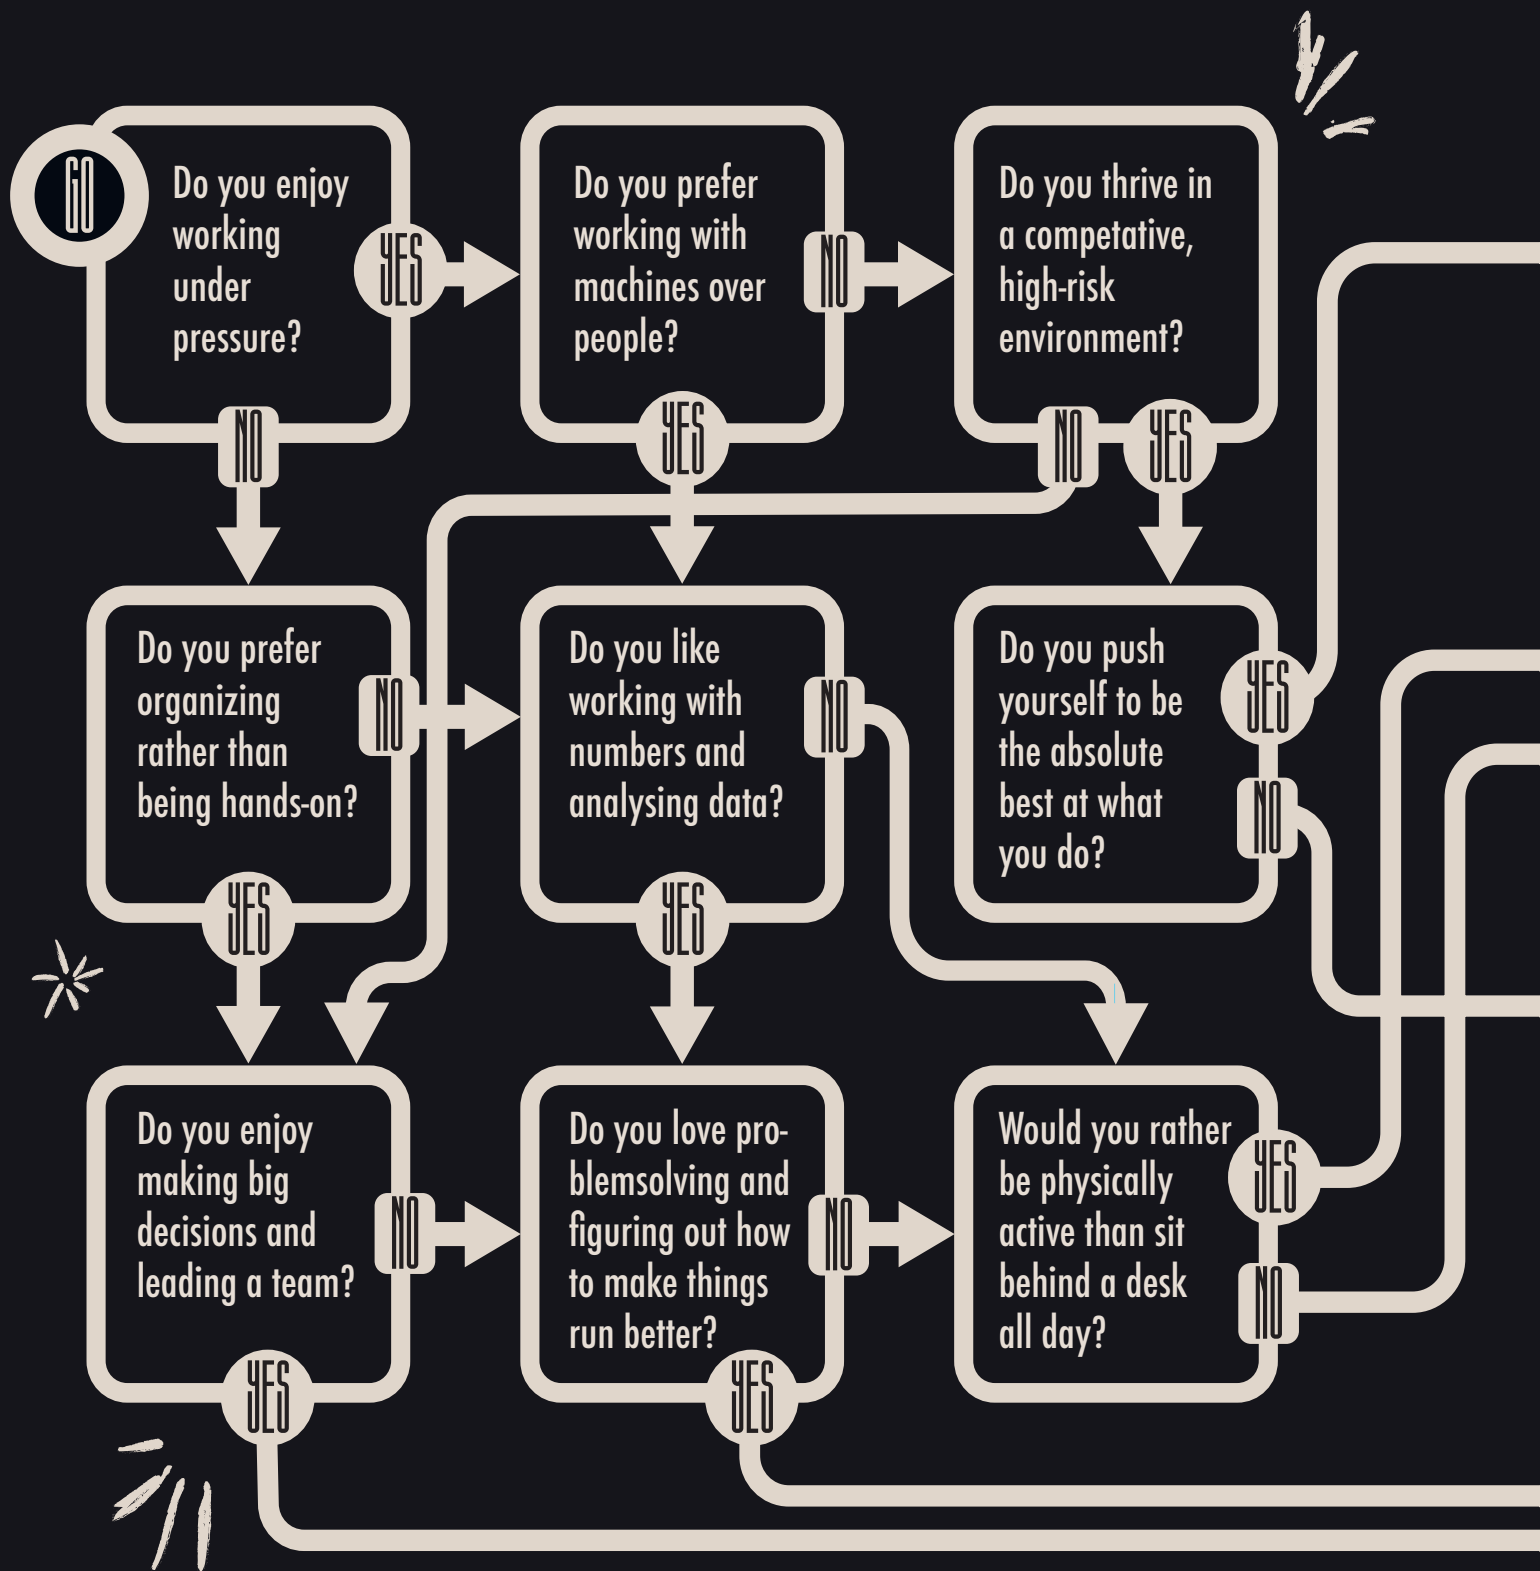 GO
Do you enjoy
working
under
pressure?
YES
NO
Do you prefer
working with
machines over
people?
NO
YES
Do you thrive in
a competative,
high-risk
environment?
NO
YES
Do you prefer
organizing
rather than
being hands-on?
NO
YES
Do you like
working with
numbers and
analysing data?
NO
YES
Do you push
yourself to be
the absolute
best at what
you do?
YES
NO
Do you enjoy
making big
decisions and
leading a team?
NO
YES
Do you love pro-
blemsolving and
figuring out how
to make things
run better?
NO
YES
Would you rather
be physically
active than sit
behind a desk
all day?
YES
NO